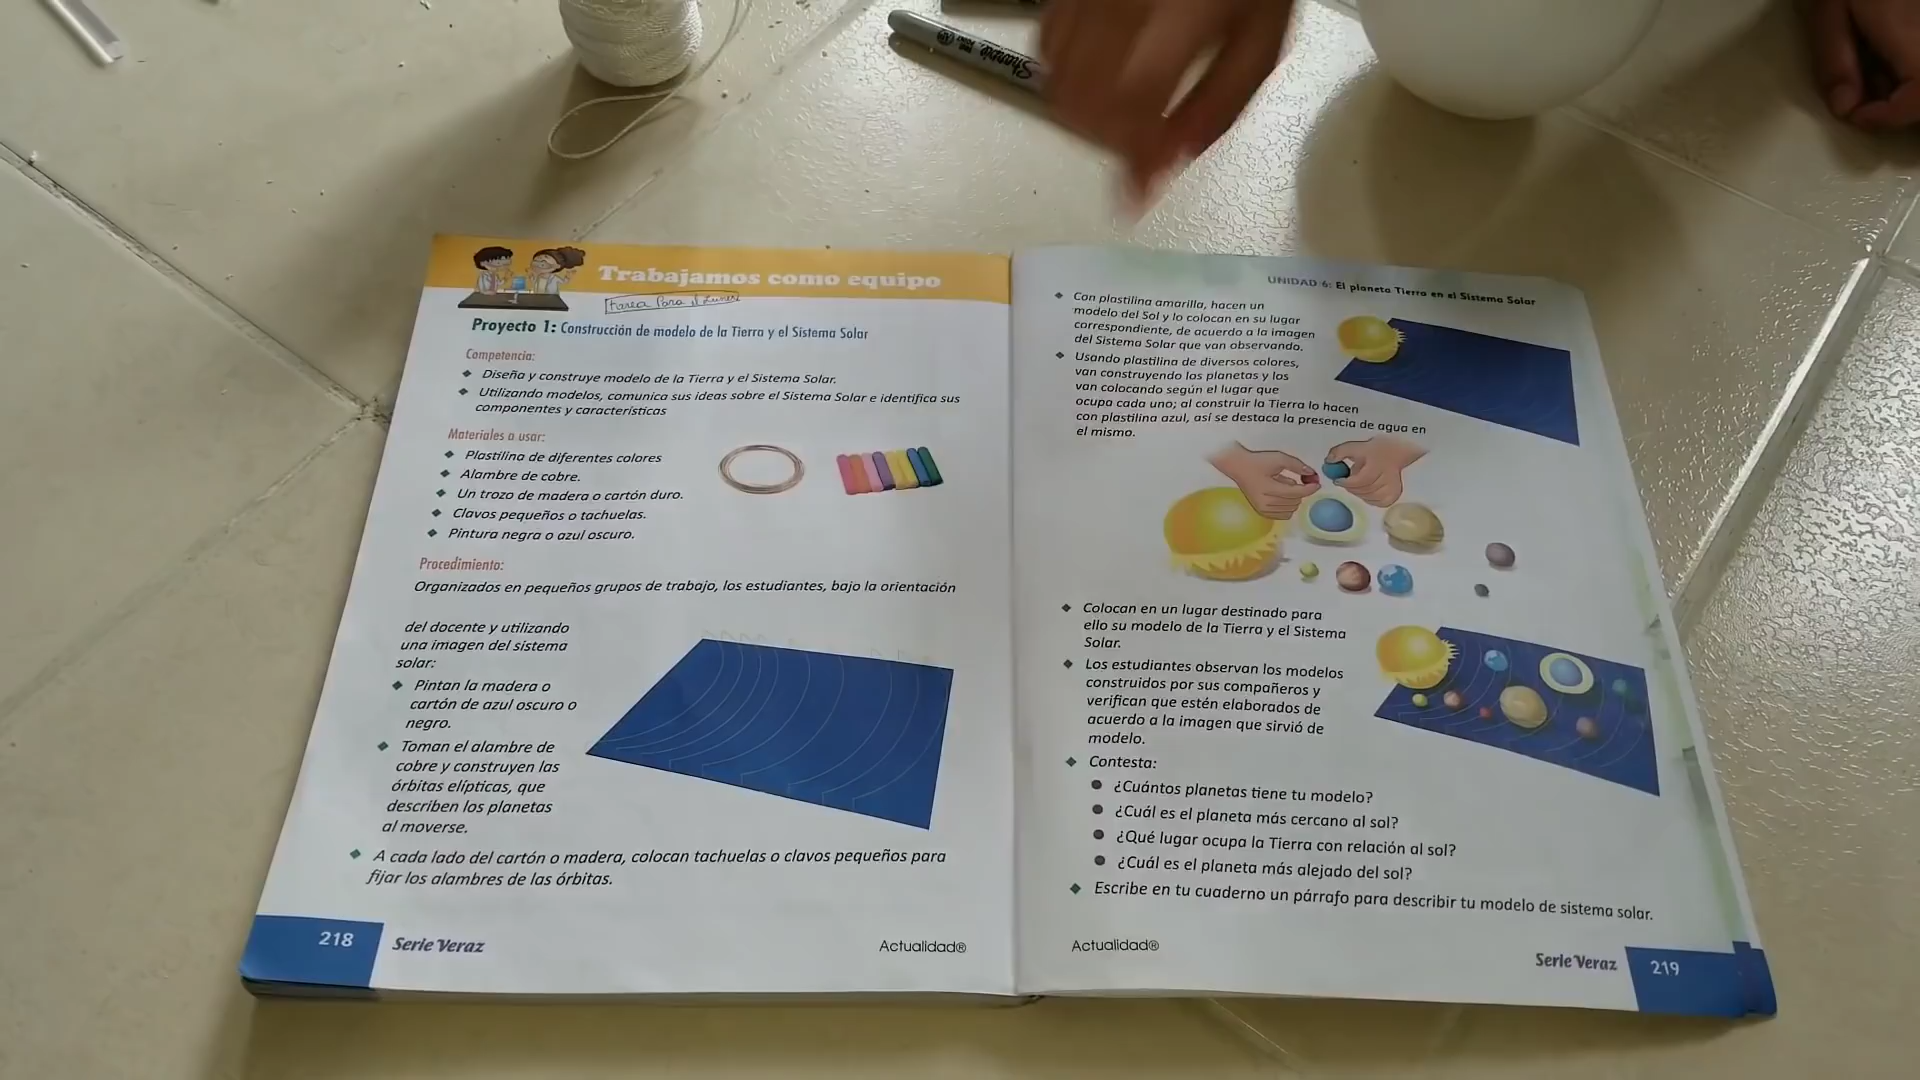 Sharpie
Trabajamos como equipo
Tarea Para el Lunes
Proyecto 1: Construcción de modelo de la Tierra y el Sistema Solar
Competencia:
Diseña y construye modelo de la Tierra y el Sistema Solar.
Utilizando modelos, comunica sus ideas sobre el Sistema Solar e identifica sus
componentes y características
Materiales a usar:
Plastilina de diferentes colores
Alambre de cobre.
Un trozo de madera o cartón duro.
Clavos pequeños o tachuelas.
Pintura negra o azul oscuro.
Procedimiento:
Organizados en pequeños grupos de trabajo, los estudiantes, bajo la orientación
del docente y utilizando
una imagen del sistema
solar:
Pintan la madera o
cartón de azul oscuro o
negro.
Toman el alambre de
cobre y construyen las
órbitas elípticas, que
describen los planetas
al moverse.
A cada lado del cartón o madera, colocan tachuelas o clavos pequeños para
fijar los alambres de las órbitas.
218
Serie Veraz
Actualidad®
UNIDAD 6: El planeta Tierra en el Sistema Solar
Con plastilina amarilla, hacen un
modelo del Sol y lo colocan en su lugar
correspondiente, de acuerdo a la imagen
del Sistema Solar que van observando.
Usando plastilina de diversos colores,
van construyendo los planetas y los
van colocando según el lugar que
ocupa cada uno; al construir la Tierra lo hacen
con plastilina azul, así se destaca la presencia de agua en
el mismo.
Colocan en un lugar destinado para
ello su modelo de la Tierra y el Sistema
Solar.
Los estudiantes observan los modelos
construidos por sus compañeros y
verifican que estén elaborados de
acuerdo a la imagen que sirvió de
modelo.
Contesta:
¿Cuántos planetas tiene tu modelo?
¿Cuál es el planeta más cercano al sol?
¿Qué lugar ocupa la Tierra con relación al sol?
¿Cuál es el planeta más alejado del sol?
Escribe en tu cuaderno un párrafo para describir tu modelo de sistema solar.
Actualidad®
Serie Veraz
219